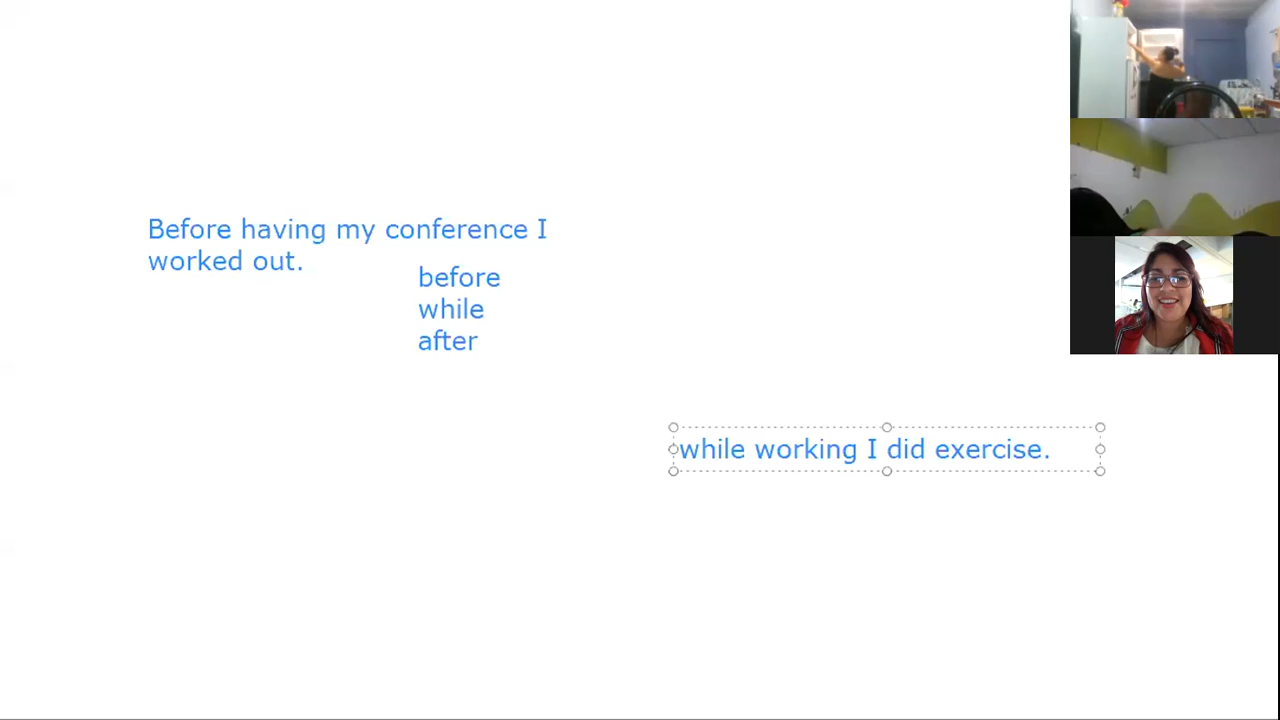 Before having my conference I
worked out.
before
while
after
while working I did exercise.